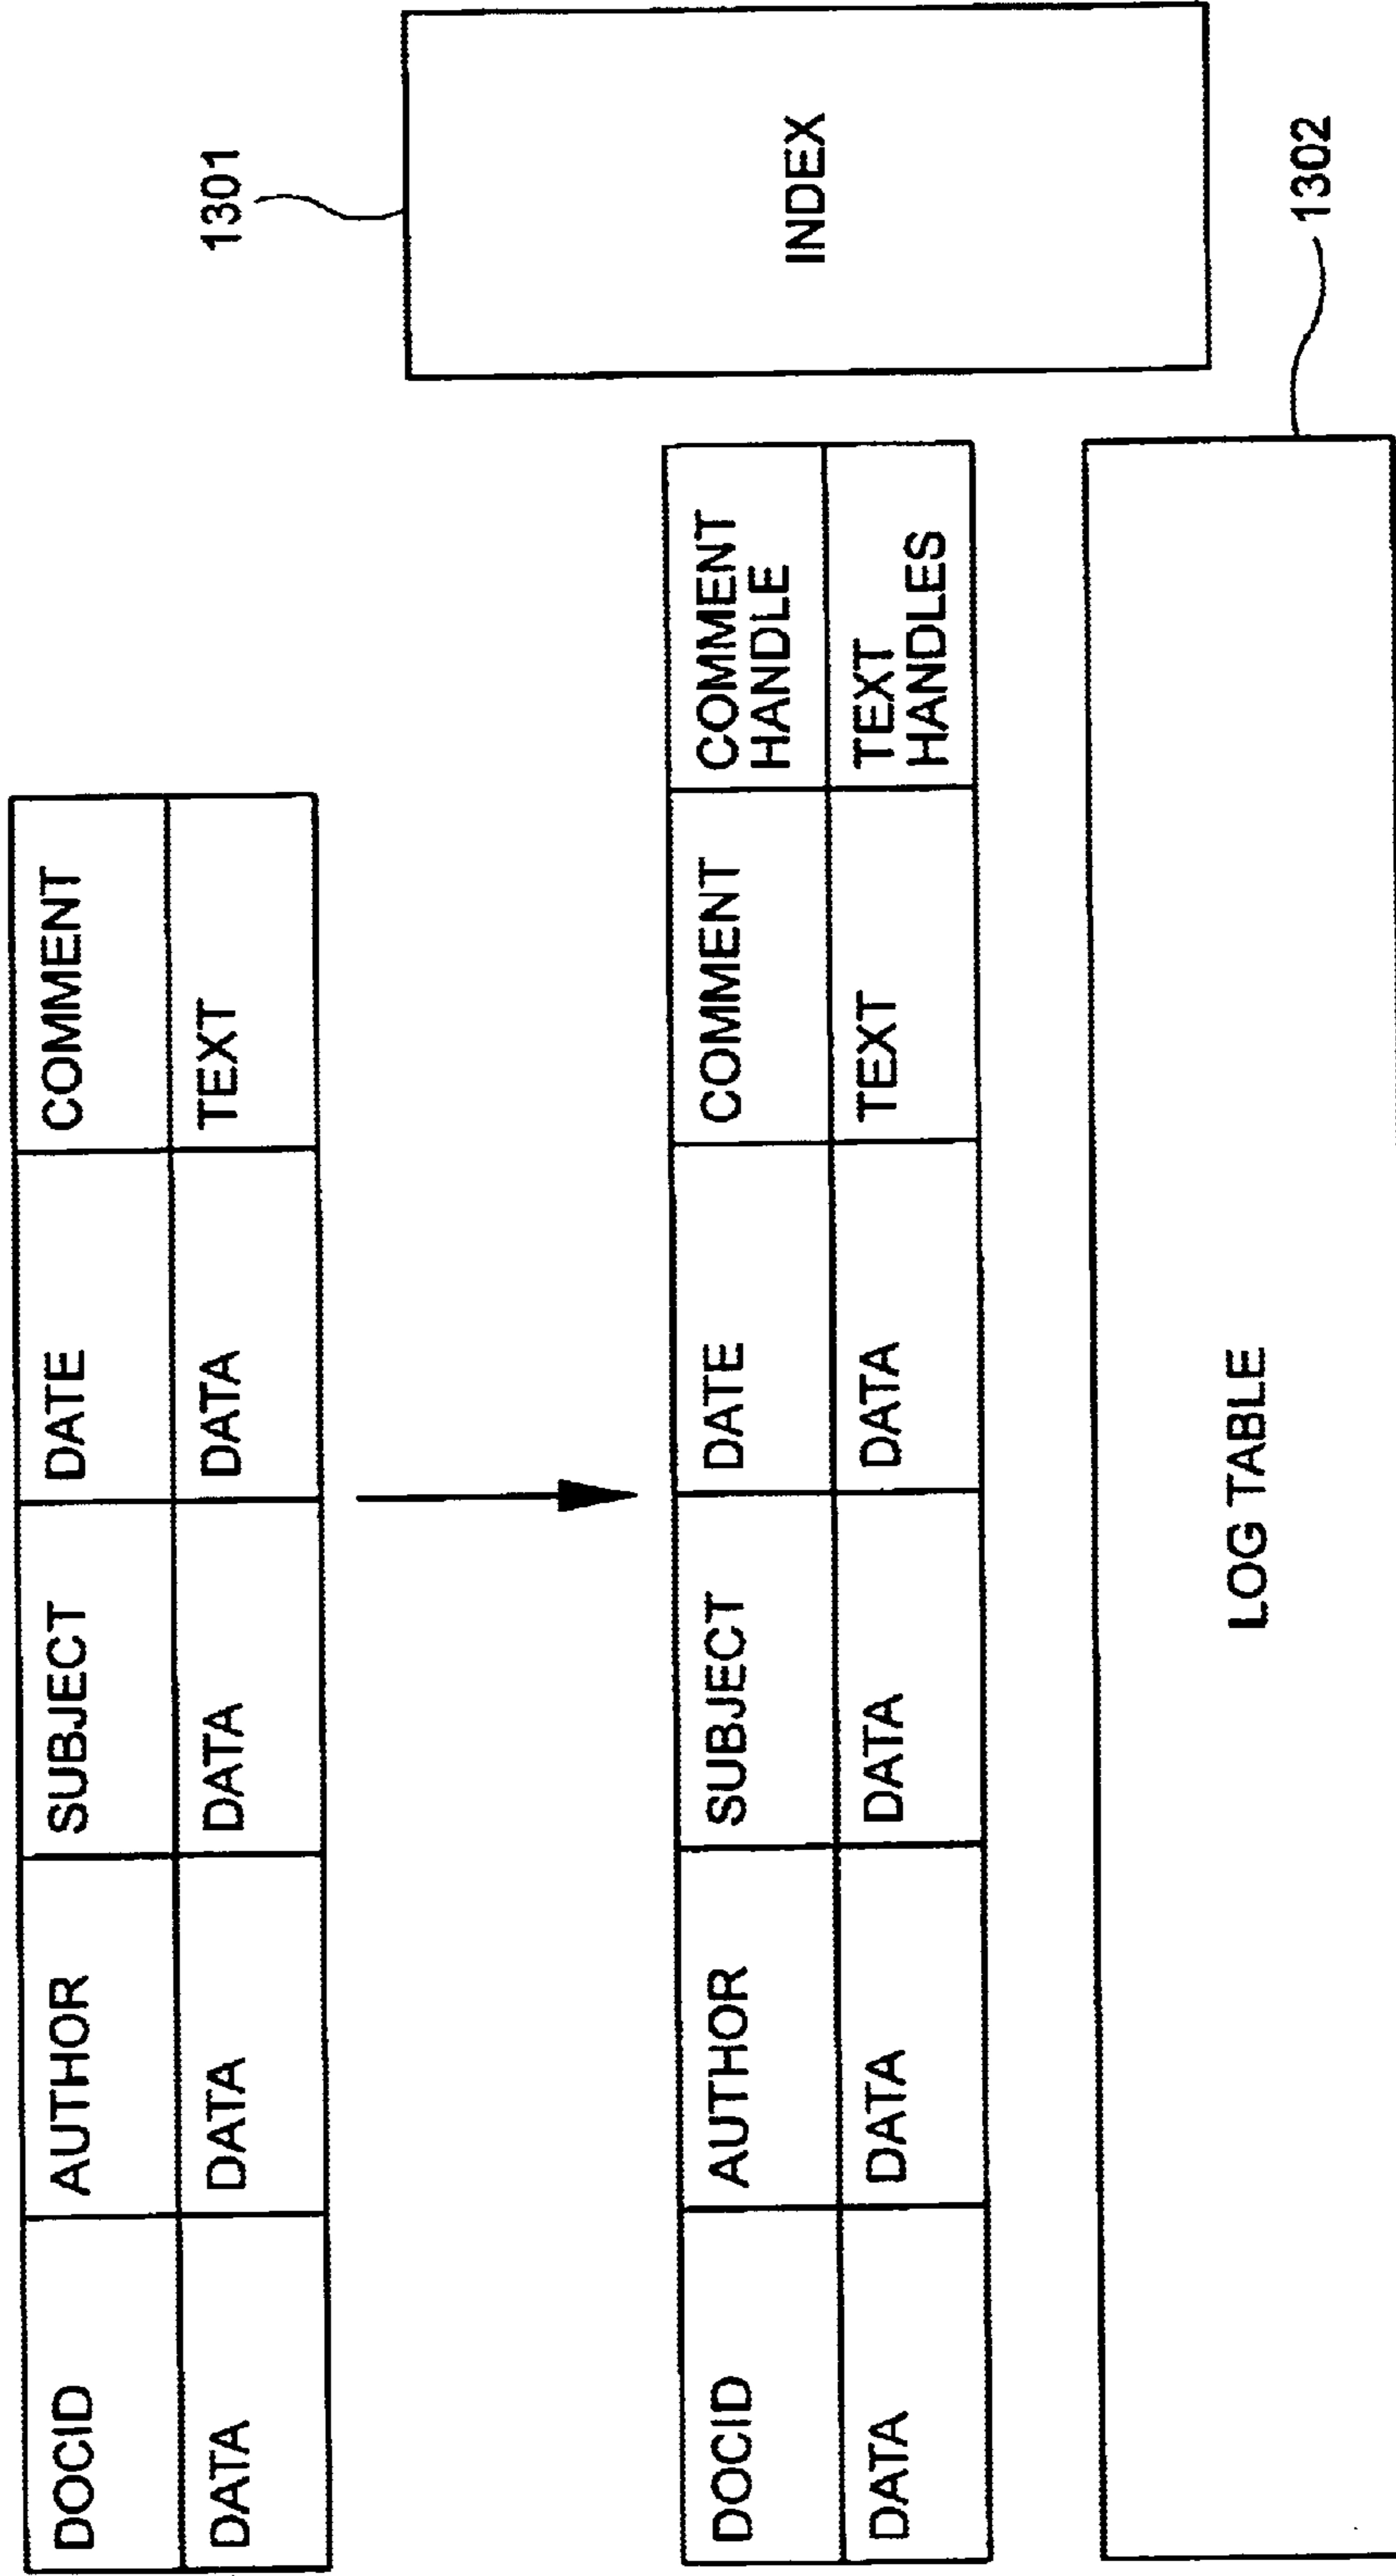 DOCID AUTHOR SUBJECT DATE COMMENT
DATA DATA DATA DATA TEXT
1301
INDEX
DOCID AUTHOR SUBJECT DATE COMMENT COMMENT
HANDLE
DATA DATA DATA DATA TEXT TEXT
HANDLES
LOG TABLE
1302